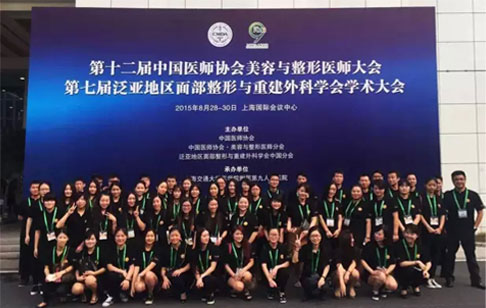 CMDA
第十二届中国医师协会美容与整形医师大会
第七届泛亚地区面部整形与重建外科学会学术大会
2015年8月28-30日 / 上海国际会议中心
主办单位
中国医师协会
中国医师协会·美容与整形医师分会
泛亚地区面部整形与重建外科学会中国分会
承办单位